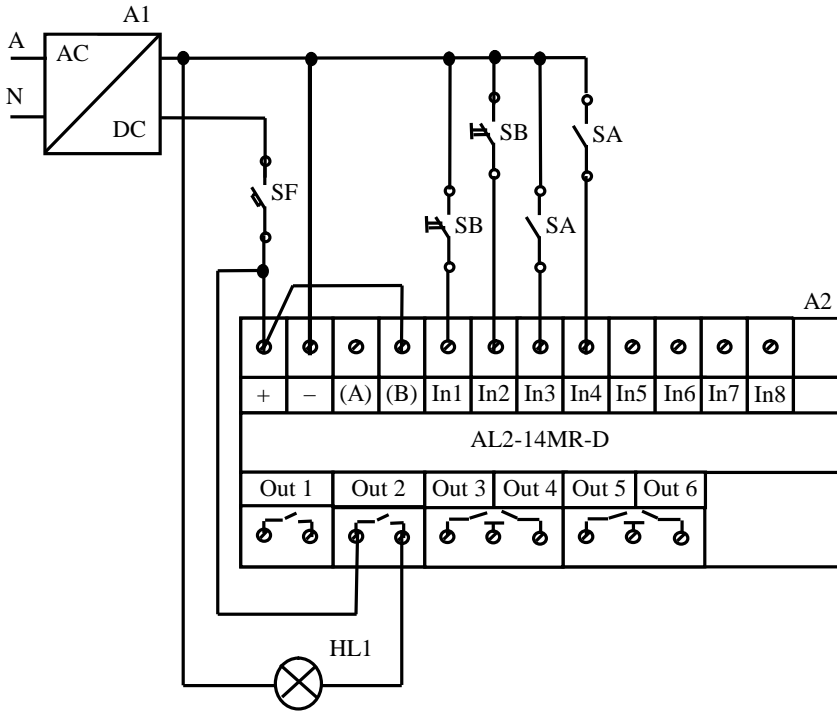 A1
A
AC
N
DC
SB
SA
SF
SB
SA
A2
+ – (A) (B) In1 In2 In3 In4 In5 In6 In7 In8
AL2-14MR-D
Out 1 Out 2 Out 3 Out 4 Out 5 Out 6
HL1